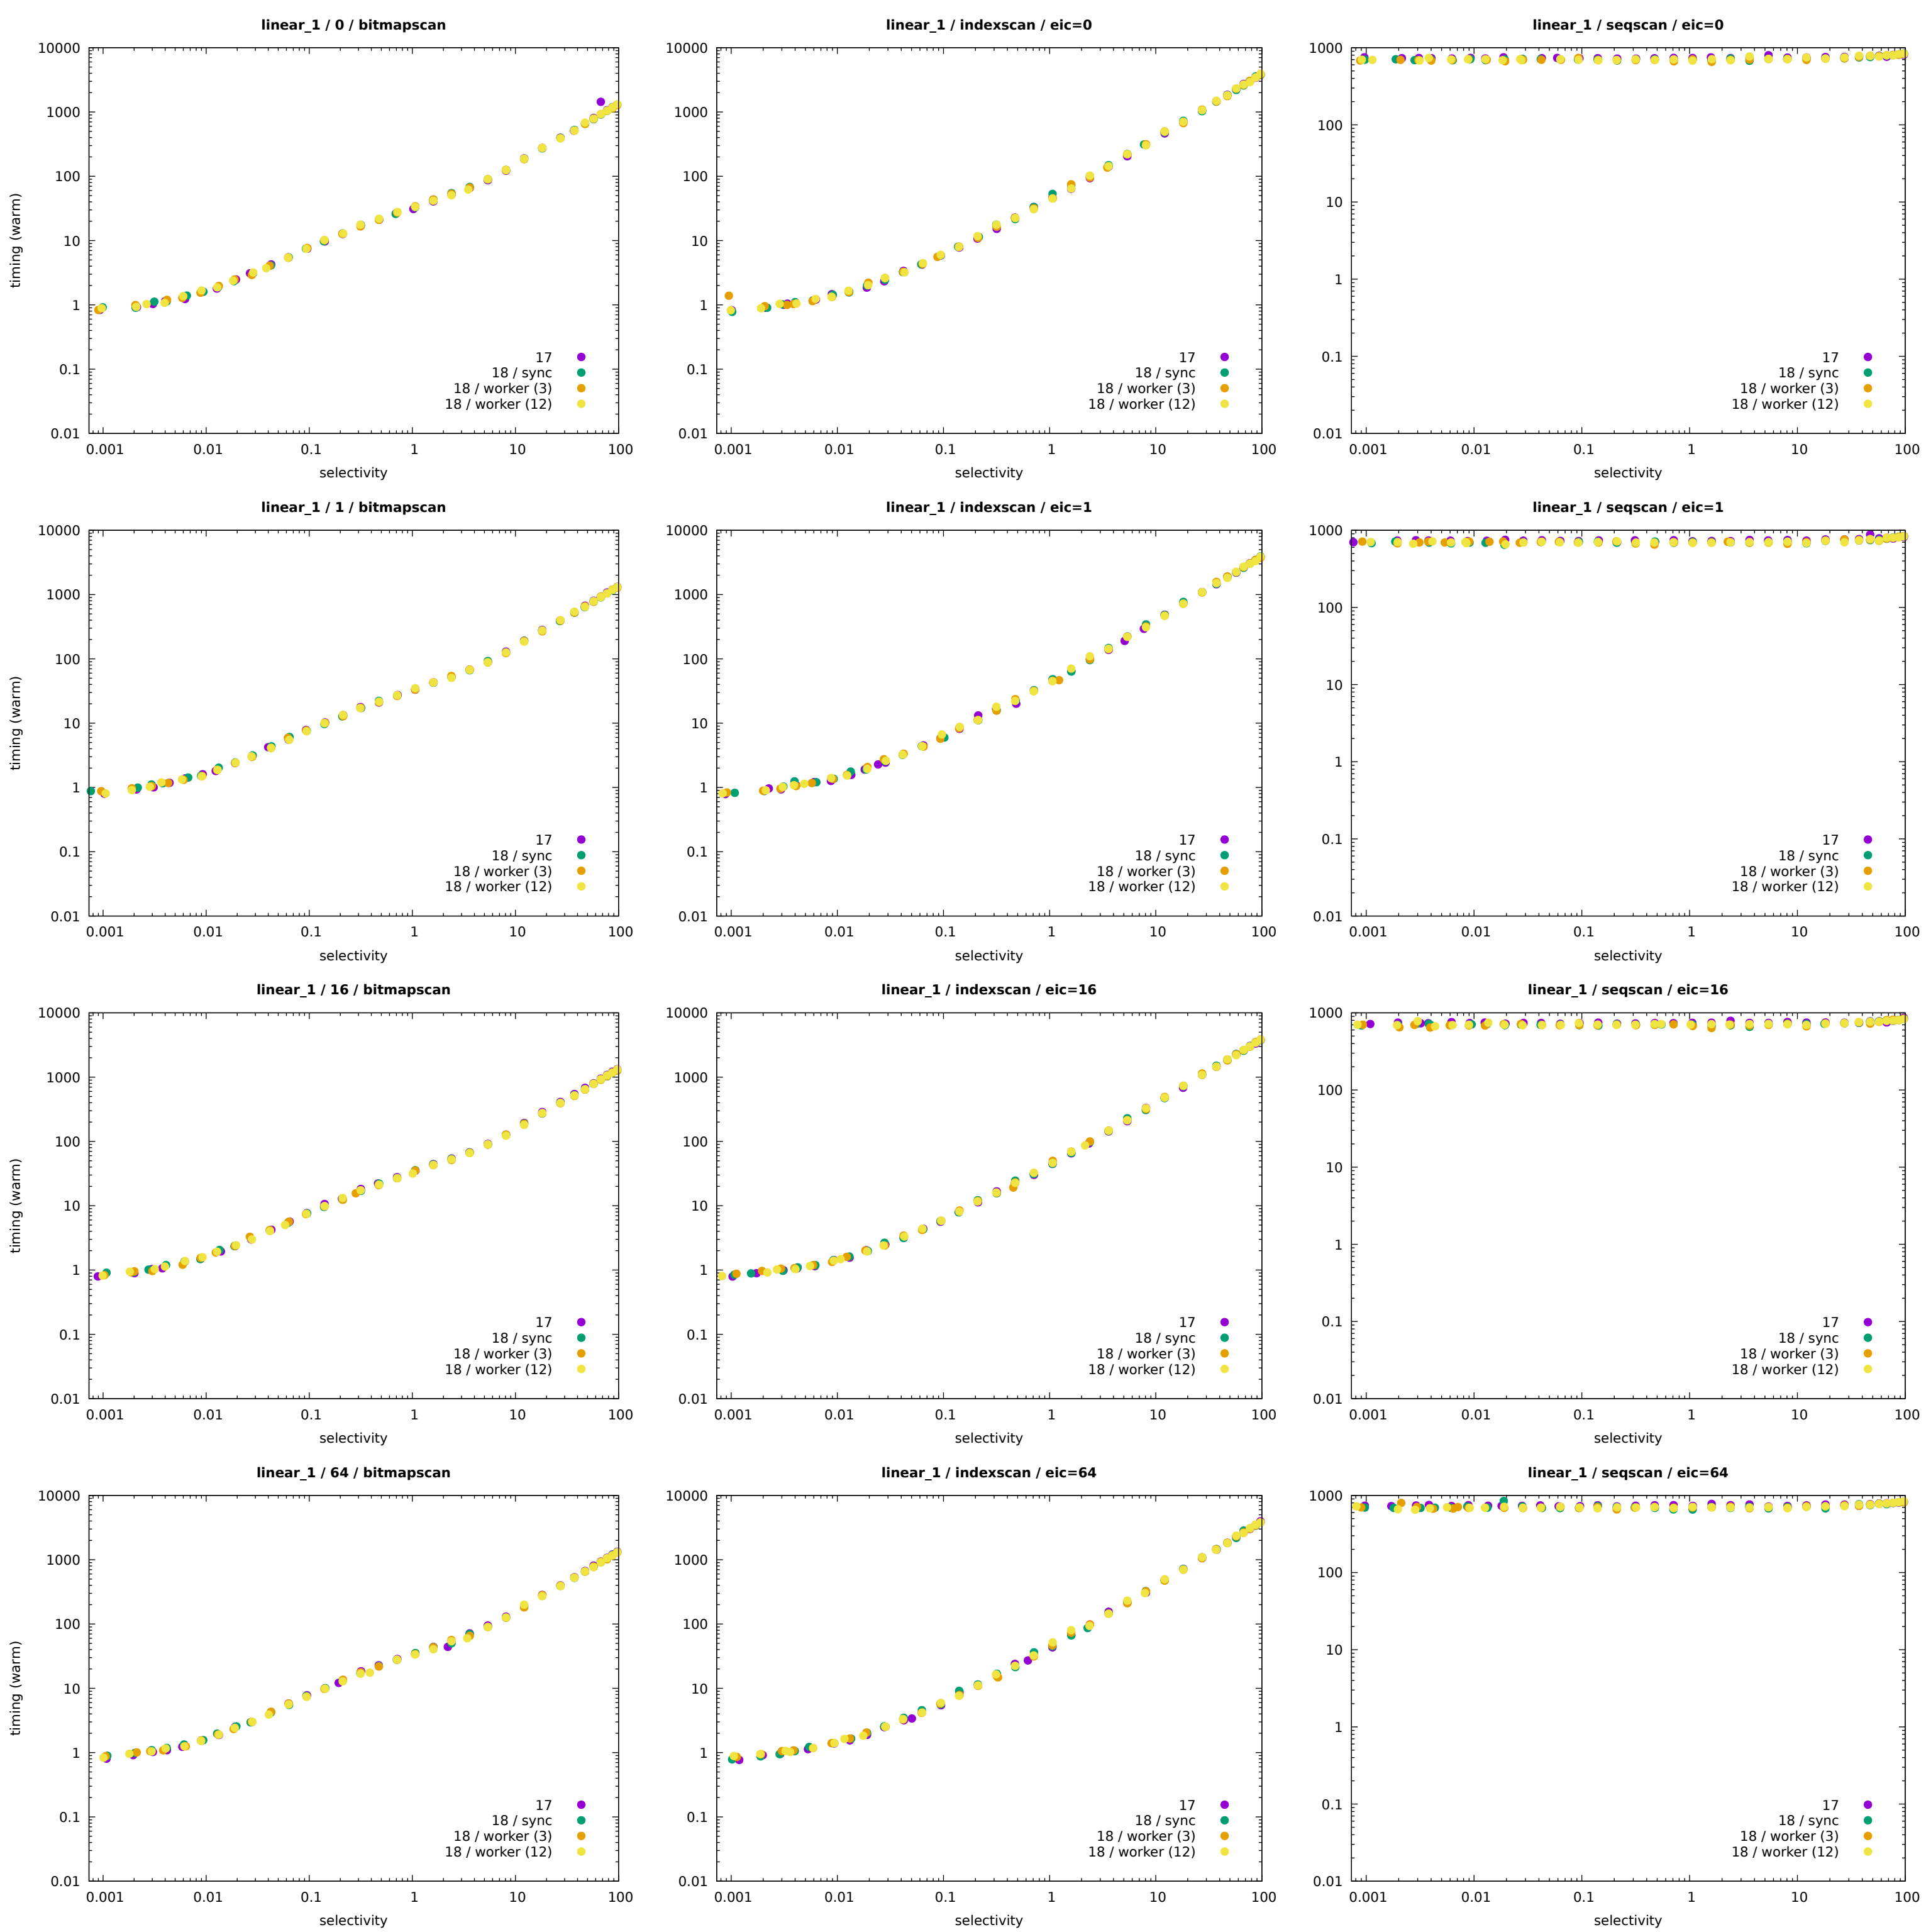 linear_1 / 0 / bitmapscan
10000
1000
100
10
1
0.1
0.01
0.001 0.01 0.1 1 10 100
timing (warm)
selectivity
17
18 / sync
18 / worker (3)
18 / worker (12)
linear_1 / indexscan / eic=0
10000
1000
100
10
1
0.1
0.01
0.001 0.01 0.1 1 10 100
selectivity
17
18 / sync
18 / worker (3)
18 / worker (12)
linear_1 / seqscan / eic=0
1000
100
10
1
0.1
0.01
0.001 0.01 0.1 1 10 100
selectivity
17
18 / sync
18 / worker (3)
18 / worker (12)
linear_1 / 1 / bitmapscan
10000
1000
100
10
1
0.1
0.01
0.001 0.01 0.1 1 10 100
timing (warm)
selectivity
17
18 / sync
18 / worker (3)
18 / worker (12)
linear_1 / indexscan / eic=1
10000
1000
100
10
1
0.1
0.01
0.001 0.01 0.1 1 10 100
selectivity
17
18 / sync
18 / worker (3)
18 / worker (12)
linear_1 / seqscan / eic=1
1000
100
10
1
0.1
0.01
0.001 0.01 0.1 1 10 100
selectivity
17
18 / sync
18 / worker (3)
18 / worker (12)
linear_1 / 16 / bitmapscan
10000
1000
100
10
1
0.1
0.01
0.001 0.01 0.1 1 10 100
timing (warm)
selectivity
17
18 / sync
18 / worker (3)
18 / worker (12)
linear_1 / indexscan / eic=16
10000
1000
100
10
1
0.1
0.01
0.001 0.01 0.1 1 10 100
selectivity
17
18 / sync
18 / worker (3)
18 / worker (12)
linear_1 / seqscan / eic=16
1000
100
10
1
0.1
0.01
0.001 0.01 0.1 1 10 100
selectivity
17
18 / sync
18 / worker (3)
18 / worker (12)
linear_1 / 64 / bitmapscan
10000
1000
100
10
1
0.1
0.01
0.001 0.01 0.1 1 10 100
timing (warm)
selectivity
17
18 / sync
18 / worker (3)
18 / worker (12)
linear_1 / indexscan / eic=64
10000
1000
100
10
1
0.1
0.01
0.001 0.01 0.1 1 10 100
selectivity
17
18 / sync
18 / worker (3)
18 / worker (12)
linear_1 / seqscan / eic=64
1000
100
10
1
0.1
0.01
0.001 0.01 0.1 1 10 100
selectivity
17
18 / sync
18 / worker (3)
18 / worker (12)